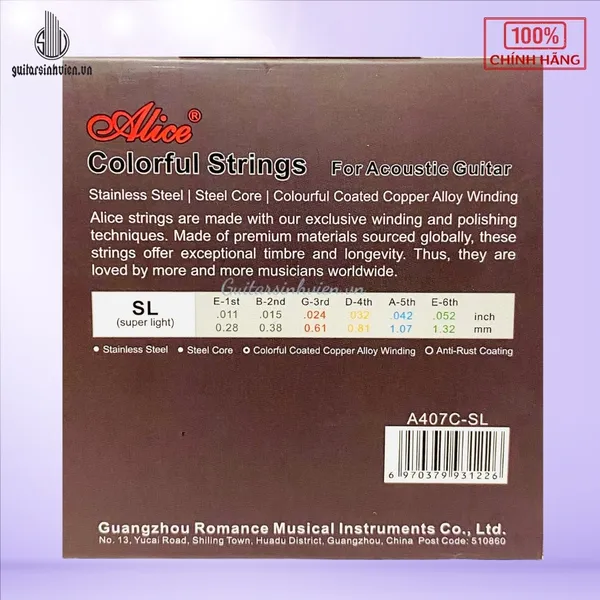 guitarsinhvien.vn
100%
CHÍNH HÃNG
Alice®
Colorful Strings For Acoustic Guitar
Stainless Steel | Steel Core | Colourful Coated Copper Alloy Winding
Alice strings are made with our exclusive winding and polishing
techniques. Made of premium materials sourced globally, these
strings offer exceptional timbre and longevity. Thus, they are
loved by more and more musicians worldwide.
Guitarsinhvien.vn
SL E-1st B-2nd G-3rd D-4th A-5th E-6th
(super light) .011 .015 .024 .032 .042 .052 inch
0.28 0.38 0.61 0.81 1.07 1.32 mm
Stainless Steel Steel Core Colorful Coated Copper Alloy Winding Anti-Rust Coating
A407C-SL
6 970379 931226
Guangzhou Romance Musical Instruments Co., Ltd.
No. 13, Yucai Road, Shiling Town, Huadu District, Guangzhou, China Post Code: 510860